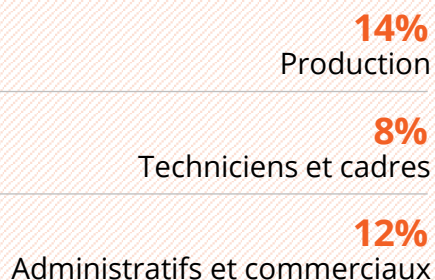 14%
Production
8%
Techniciens et cadres
12%
Administratifs et commerciaux